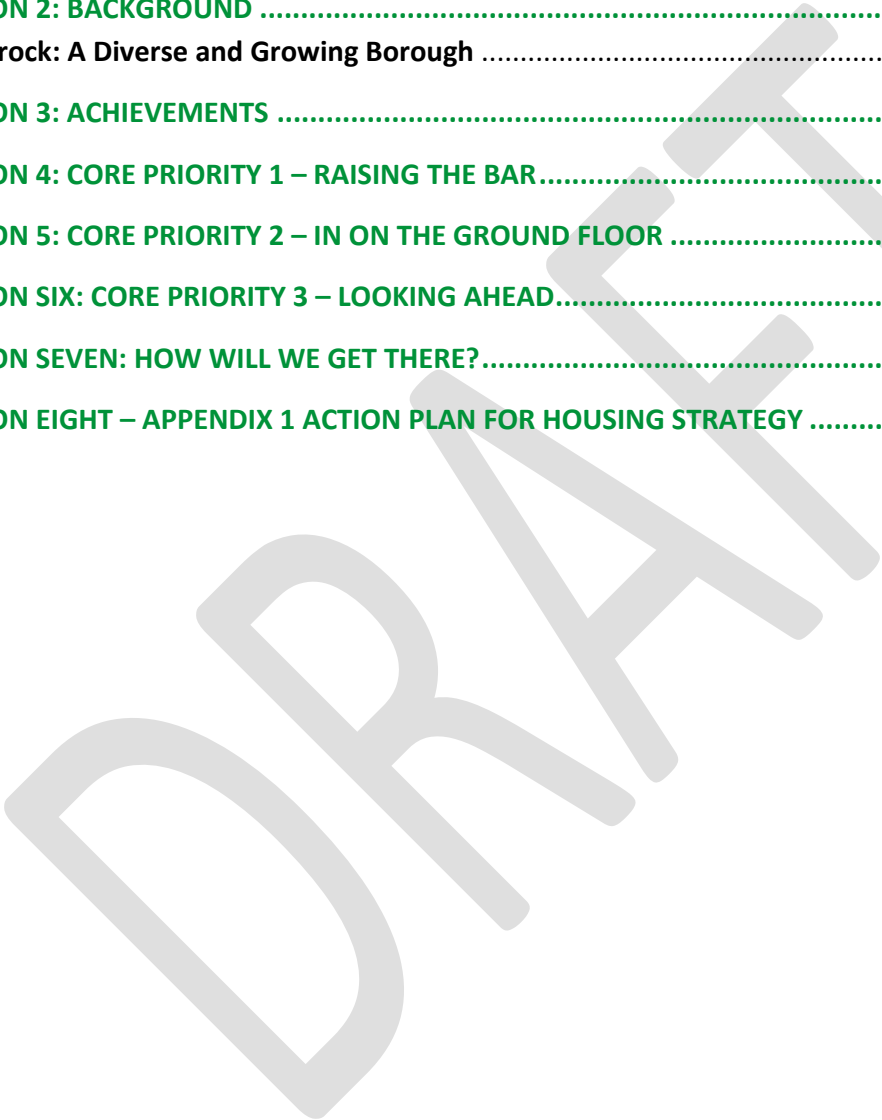 ON 2: BACKGROUND ........................................................................................
rock: A Diverse and Growing Borough ..........................................................
ON 3: ACHIEVEMENTS .....................................................................................
ON 4: CORE PRIORITY 1 – RAISING THE BAR................................................
ON 5: CORE PRIORITY 2 – IN ON THE GROUND FLOOR .............................
ON SIX: CORE PRIORITY 3 – LOOKING AHEAD.............................................
ON SEVEN: HOW WILL WE GET THERE?.......................................................
ON EIGHT – APPENDIX 1 ACTION PLAN FOR HOUSING STRATEGY .........
DRAFT